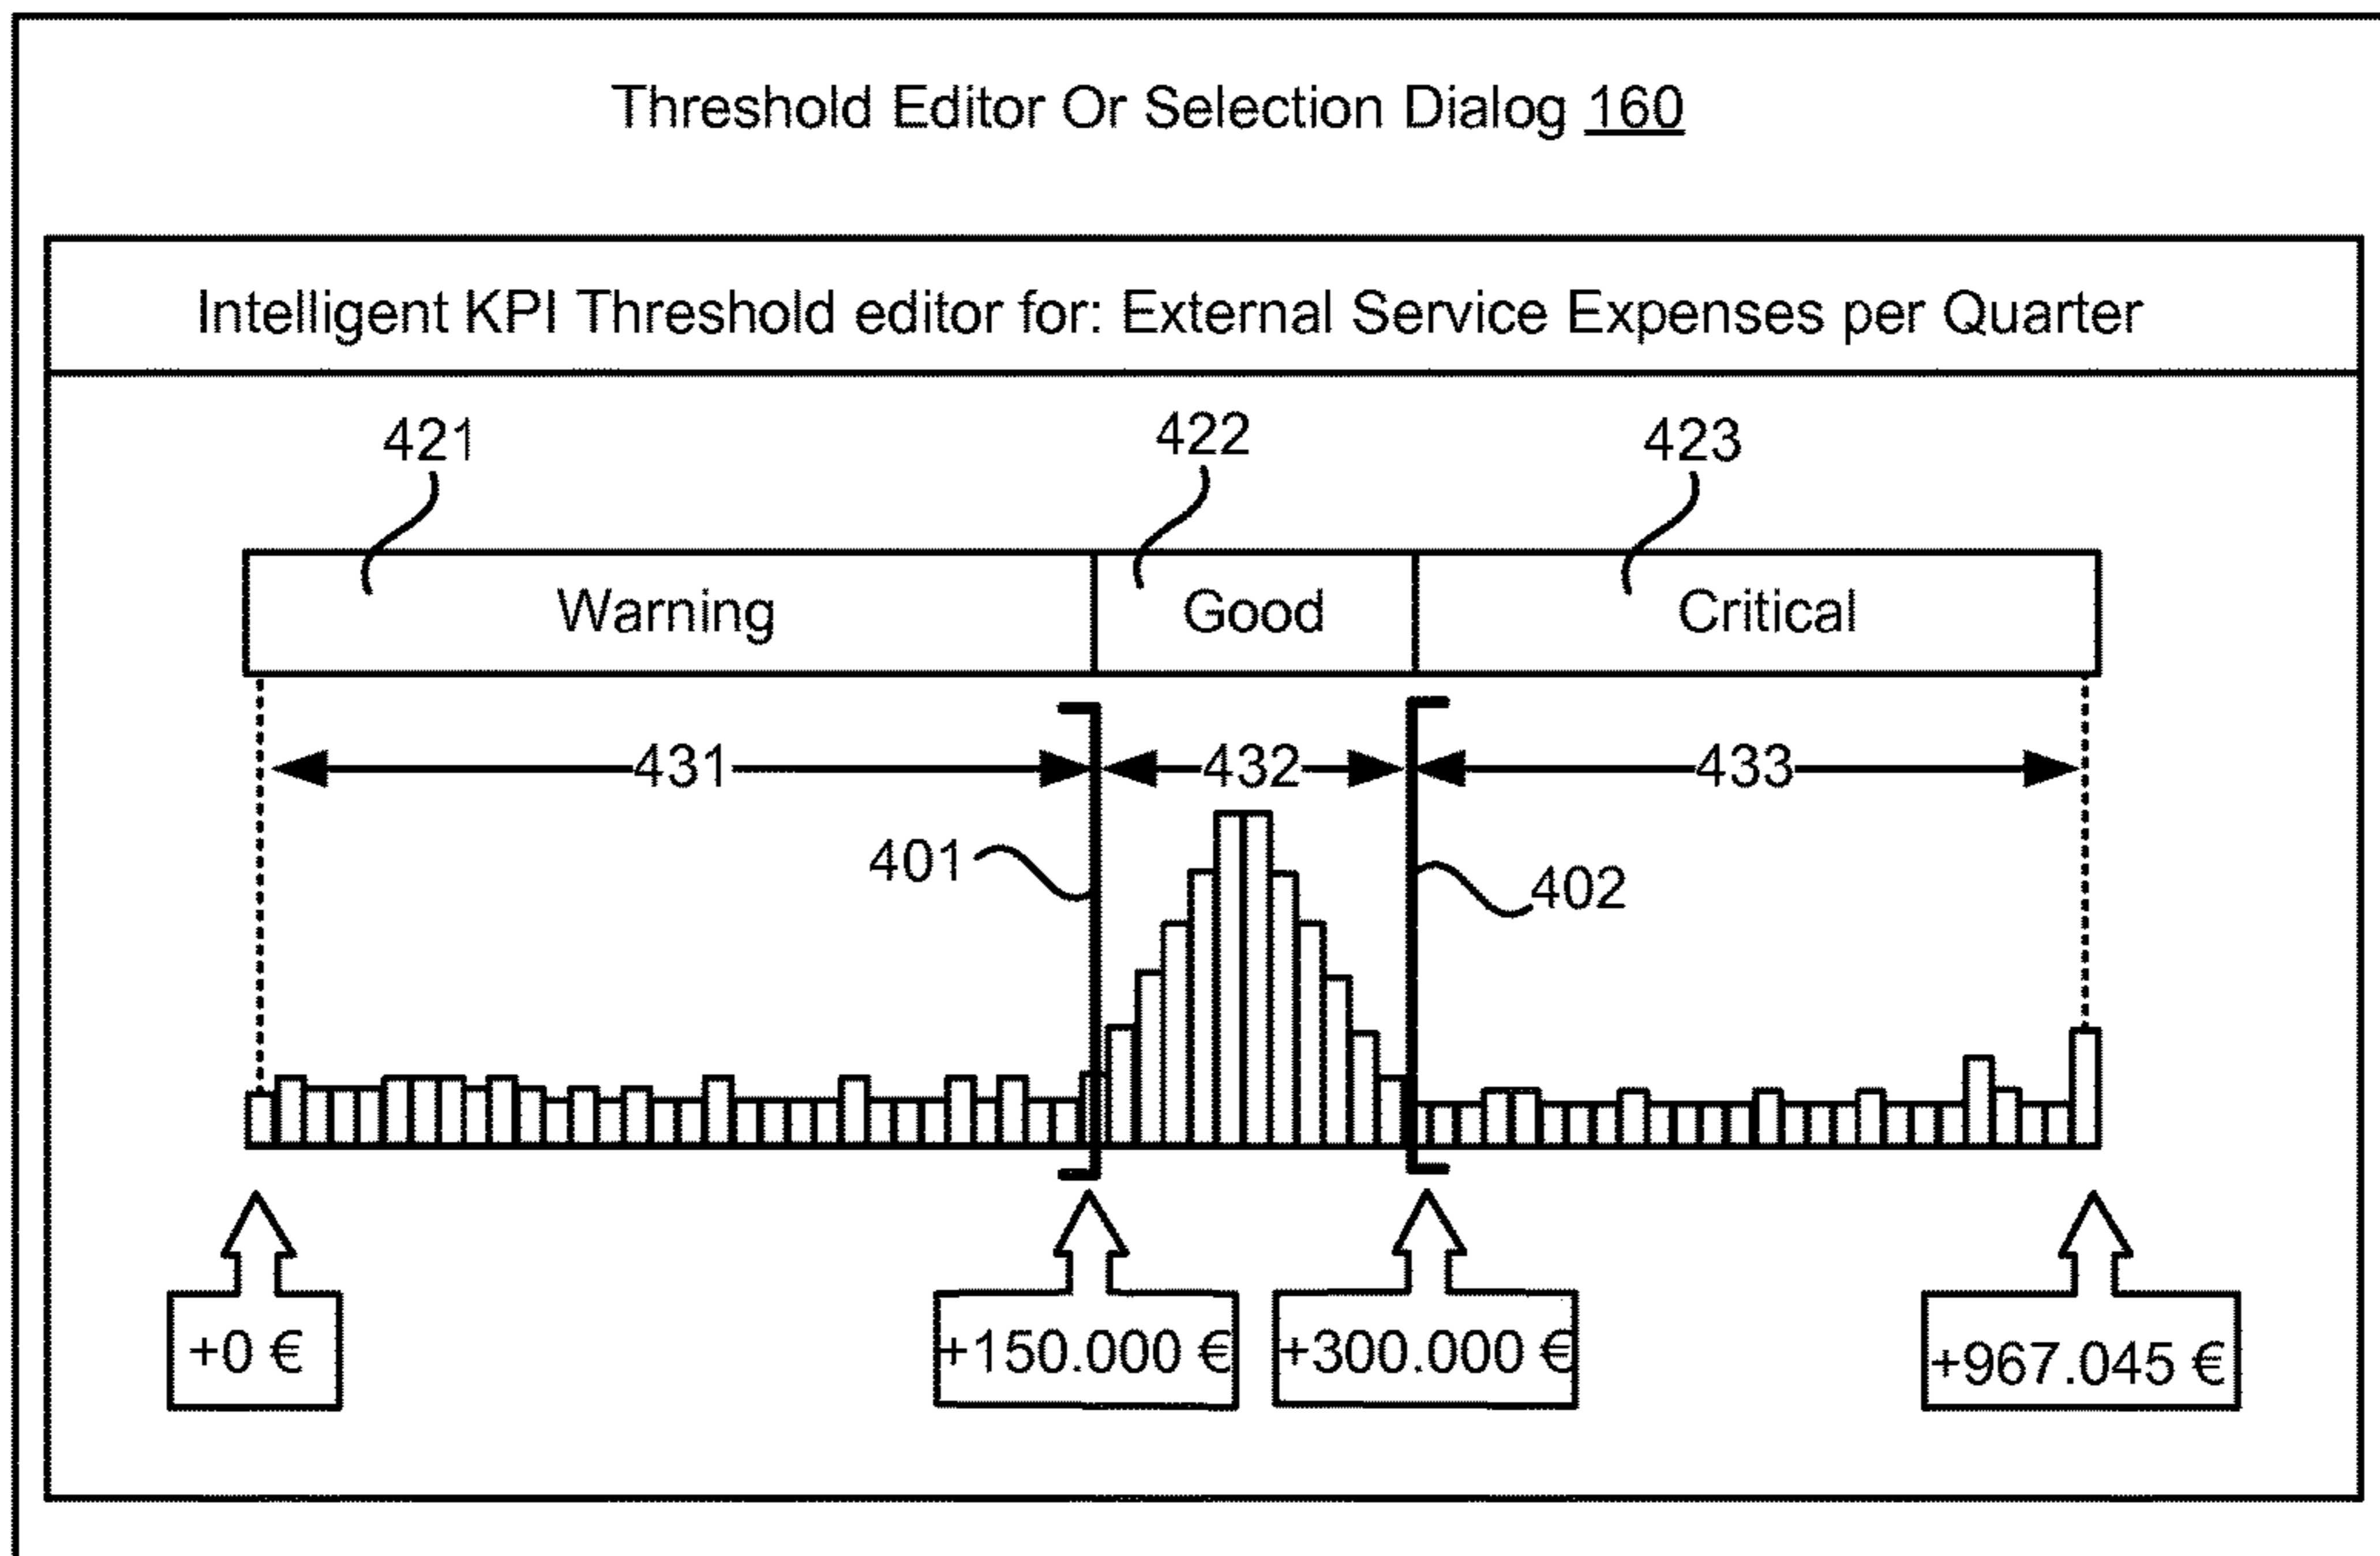 Threshold Editor Or Selection Dialog 160
Intelligent KPI Threshold editor for: External Service Expenses per Quarter
421 422 423
Warning Good Critical
431 432 433
401 402
+0 € +150.000 € +300.000 € +967.045 €